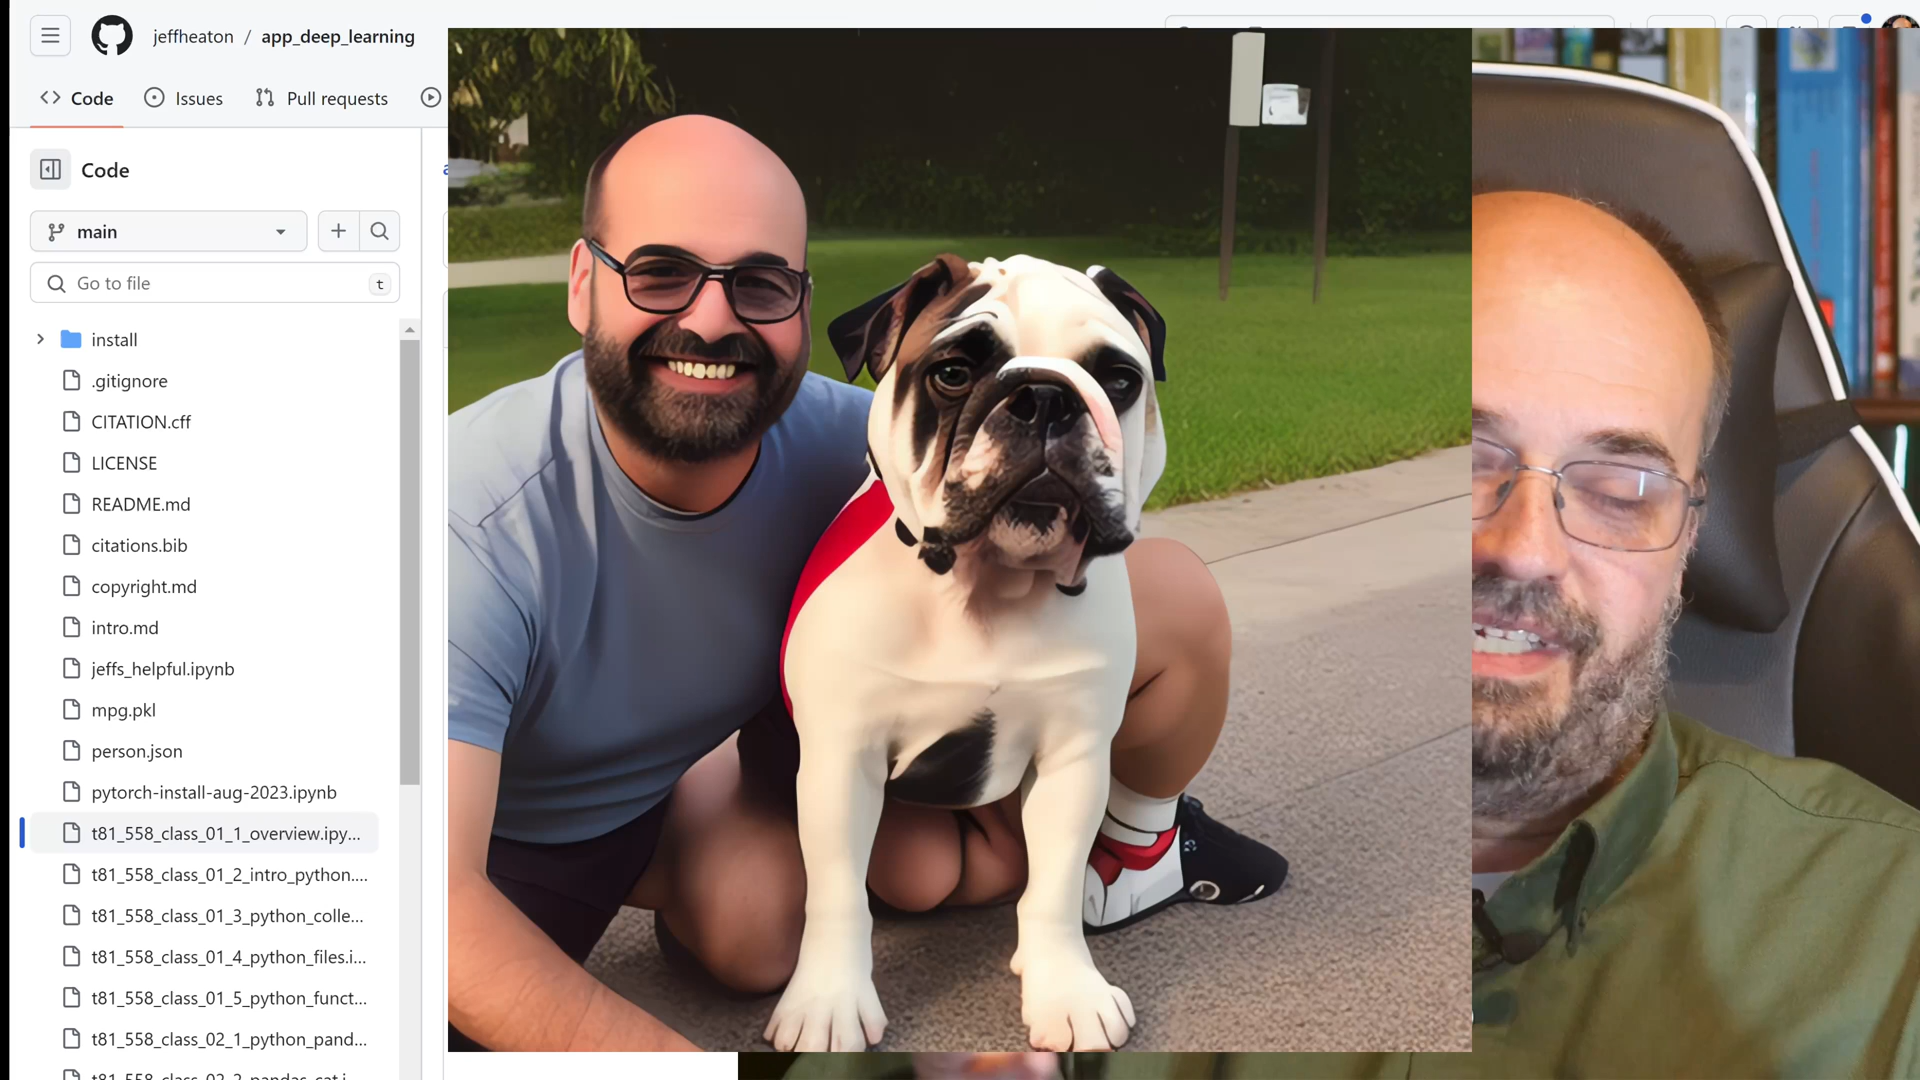 jeffheaton / app_deep_learning
Code
Issues
Pull requests
Code
main
Go to file
t
install
.gitignore
CITATION.cff
LICENSE
README.md
citations.bib
copyright.md
intro.md
jeffs_helpful.ipynb
mpg.pkl
person.json
pytorch-install-aug-2023.ipynb
t81_558_class_01_1_overview.ipy...
t81_558_class_01_2_intro_python....
t81_558_class_01_3_python_colle...
t81_558_class_01_4_python_files.i...
t81_558_class_01_5_python_funct...
t81_558_class_02_1_python_pand...